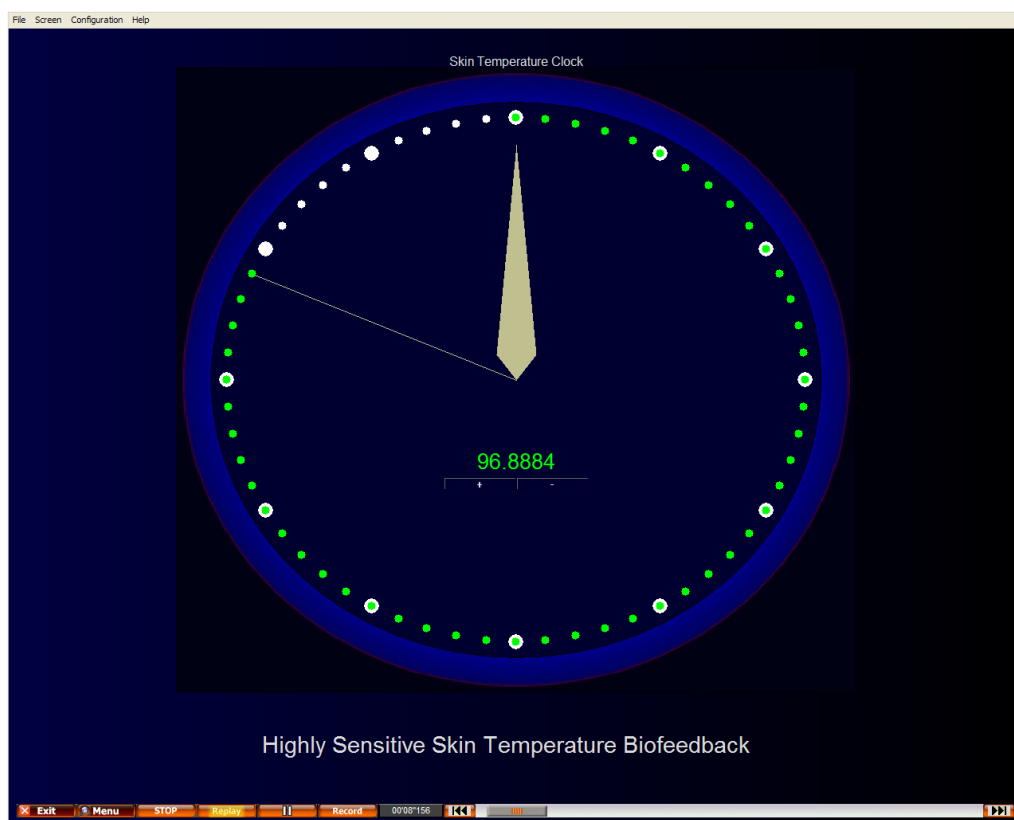 File Screen Configuration Help
Skin Temperature Clock
96.8884
+ -
Highly Sensitive Skin Temperature Biofeedback
Exit Menu STOP Replay Record 00'08"156